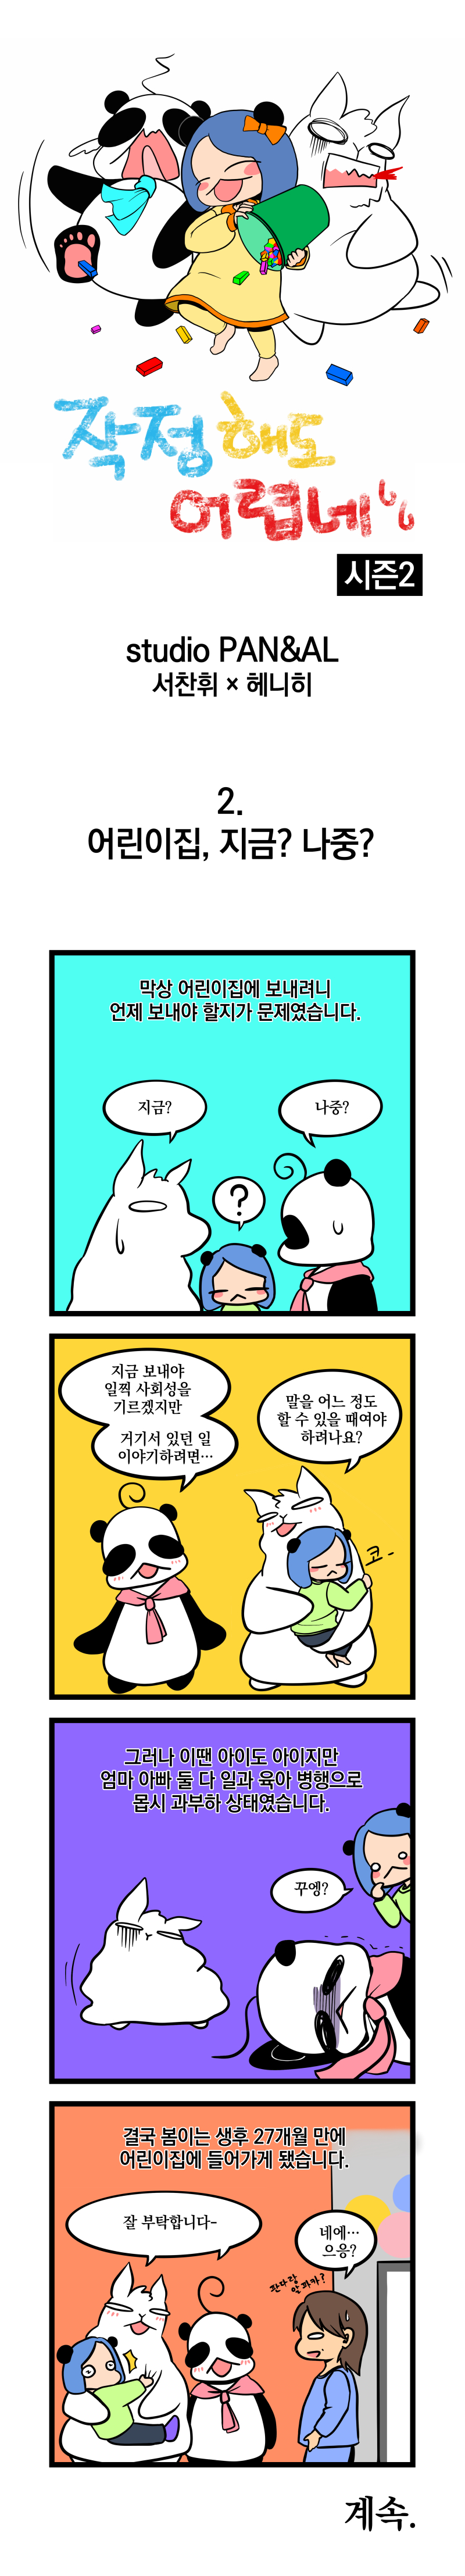 작정해도
어렵네
시즌2
studio PAN&AL
서찬휘 × 헤니히
2.
어린이집, 지금? 나중?
막상 어린이집에 보내려니
언제 보내야 할지가 문제였습니다.
지금?
나중?
?
지금 보내야
일찍 사회성을
기르겠지만
거기서 있던 일
이야기하려면…
말을 어느 정도
할 수 있을 때여야
하려나요?
코-
그러나 이땐 아이도 아이지만
엄마 아빠 둘 다 일과 육아 병행으로
몹시 과부하 상태였습니다.
꾸엥?
결국 봄이는 생후 27개월 만에
어린이집에 들어가게 됐습니다.
잘 부탁합니다-
네에…
으응?
판다랑
알파카?
계속.